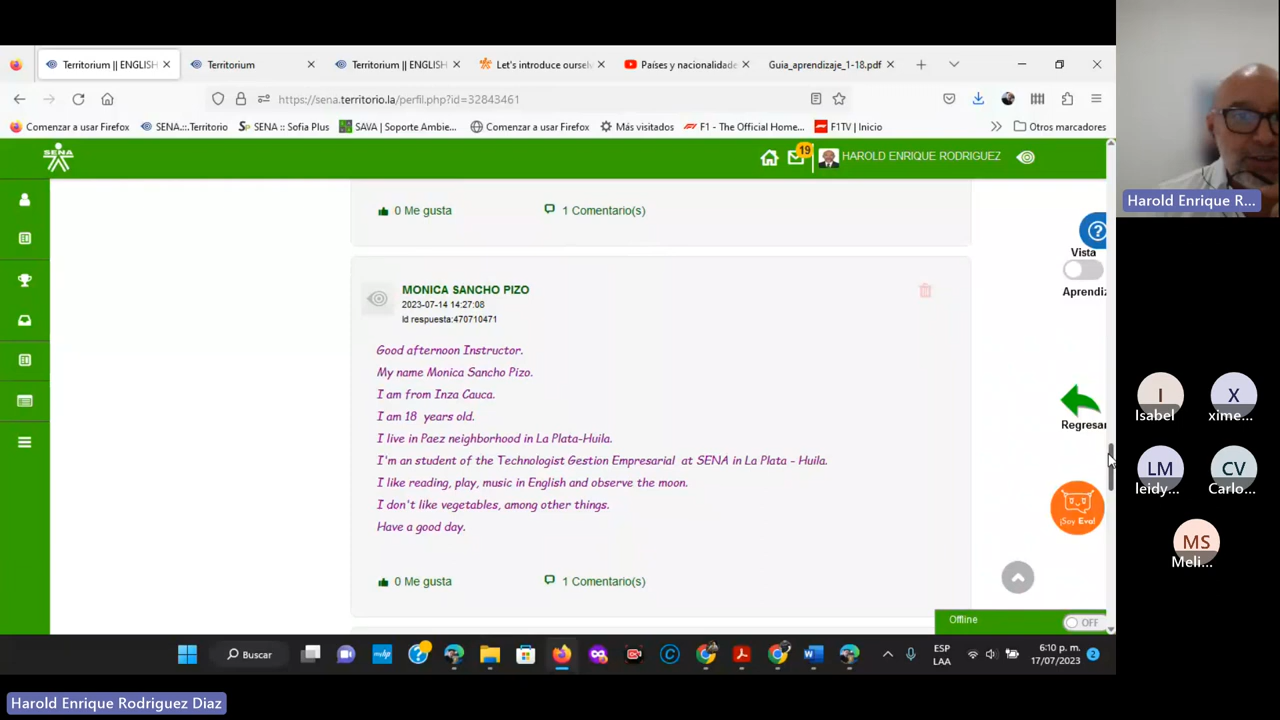 Territorium || ENGLISH
Territorium
Territorium || ENGLISH
Let's introduce oursel
Países y nacionalidade
Guia_aprendizaje_1-18.pdf
https://sena.territorio.la/perfil.php?id=32843461
Comenzar a usar Firefox
SENA.:::.Territorio
SENA :: Sofia Plus
SAVA | Soporte Ambie...
Comenzar a usar Firefox
Más visitados
F1 - The Official Home...
F1TV | Inicio
Otros marcadores
SENA
19
HAROLD ENRIQUE RODRIGUEZ
Harold Enrique R...
0 Me gusta
1 Comentario(s)
Vista
Aprendiz
MONICA SANCHO PIZO
2023-07-14 14:27:08
Id respuesta:470710471
Good afternoon Instructor.
My name Monica Sancho Pizo.
I am from Inza Cauca.
I am 18 years old.
I live in Paez neighborhood in La Plata-Huila.
I'm an student of the Technologist Gestion Empresarial at SENA in La Plata - Huila.
I like reading, play, music in English and observe the moon.
I don't like vegetables, among other things.
Have a good day.
Regresar
¡Soy Eva!
0 Me gusta
1 Comentario(s)
Offline
OFF
I
Isabel
X
xime...
LM
leidy...
CV
Carlo...
MS
Meli...
Buscar
ESP
LAA
6:10 p. m.
17/07/2023
2
Harold Enrique Rodriguez Diaz